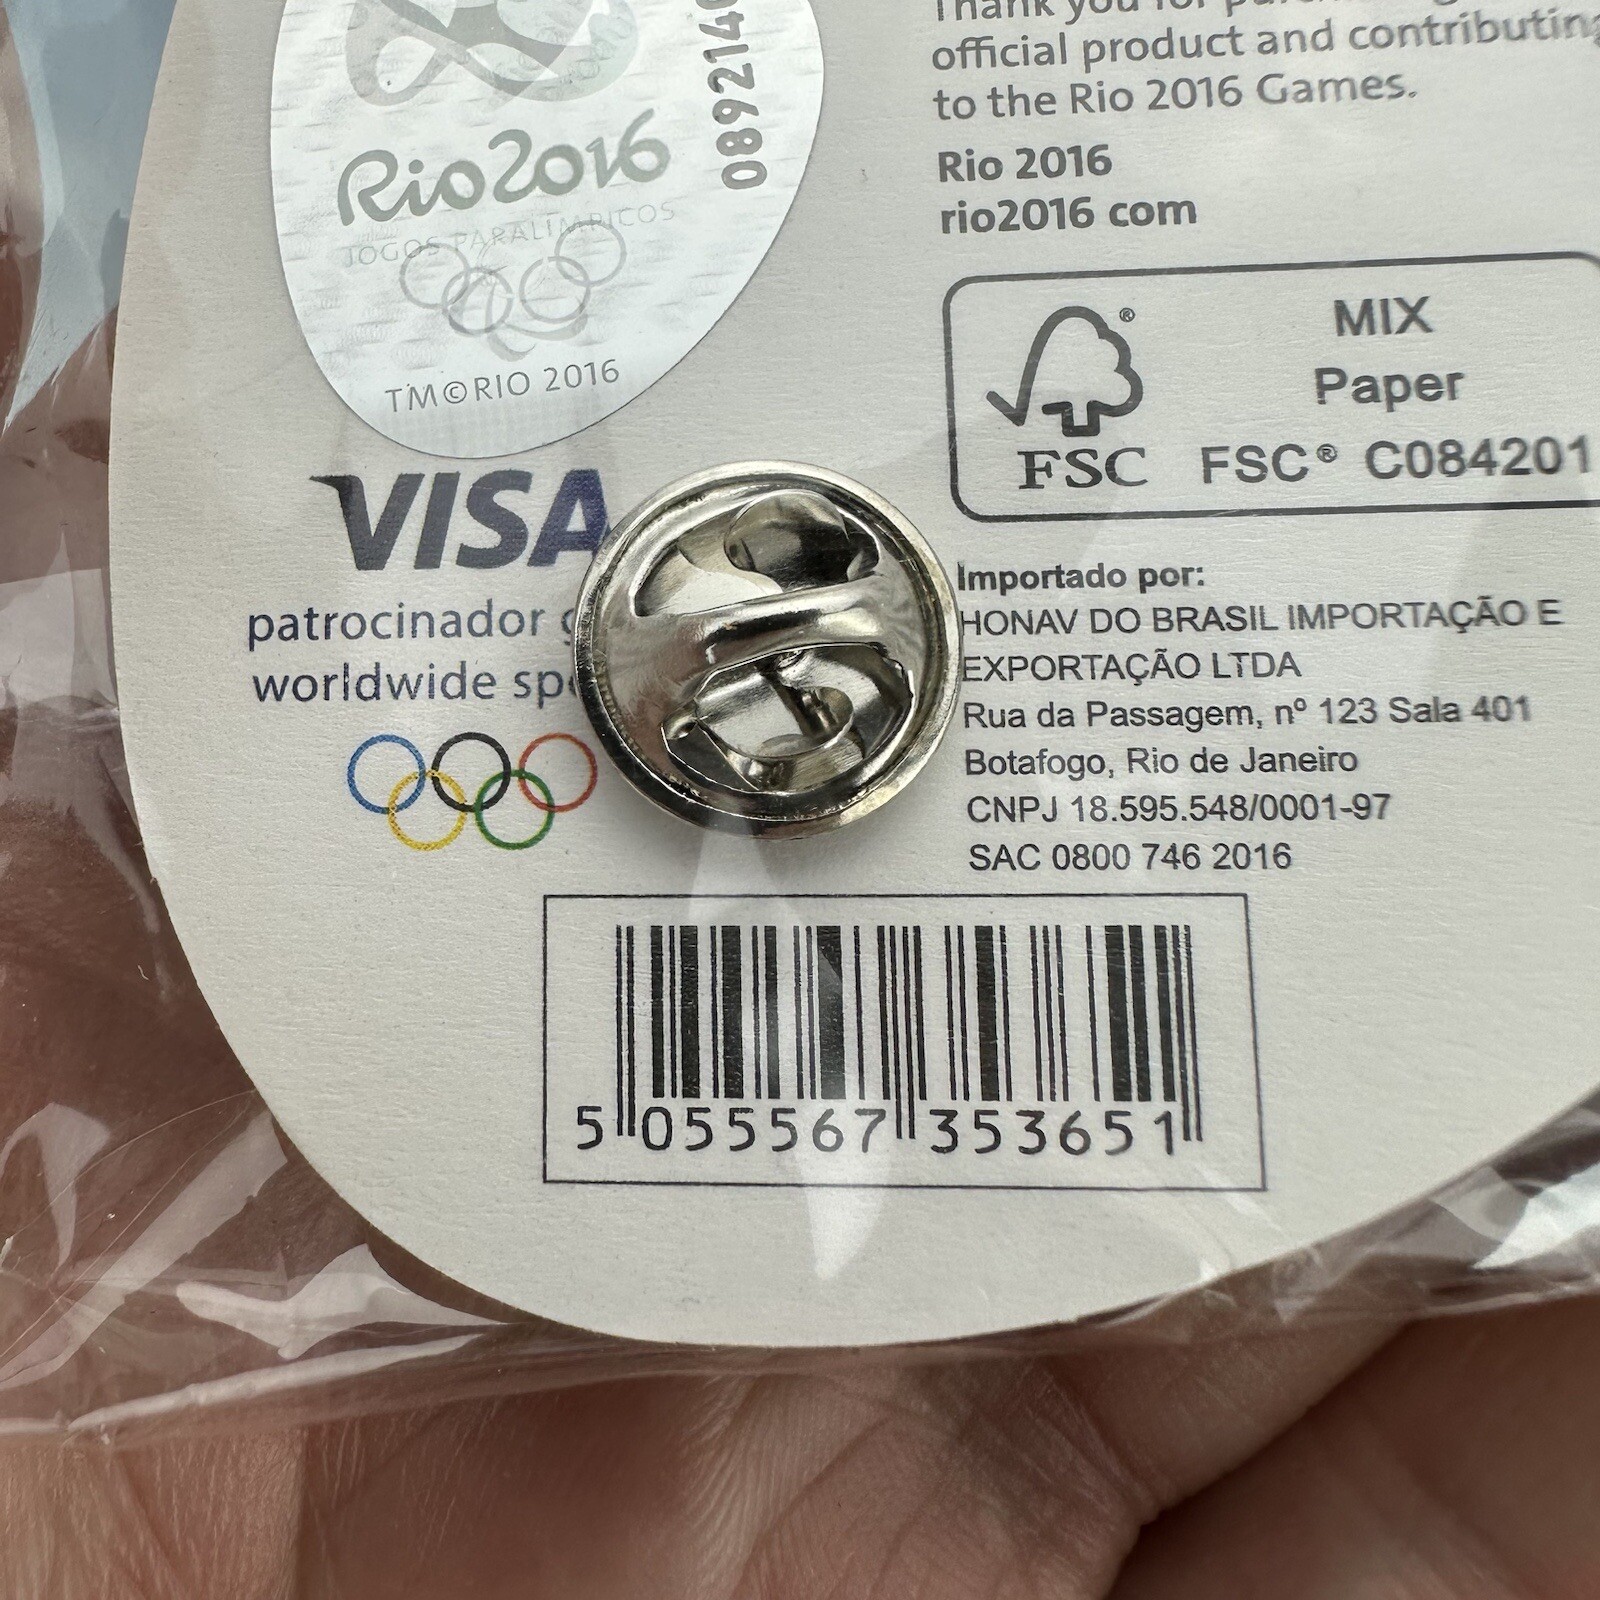 Thank you for
official product and contributing
to the Rio 2016 Games.
Rio 2016
rio2016 com
Rio2016
JOGOS PARALÍMPICOS
TM©RIO 2016
MIX
Paper
FSC
FSC® C084201
VISA
patrocinador
worldwide
Importado por:
HONAV DO BRASIL IMPORTAÇÃO E
EXPORTAÇÃO LTDA
Rua da Passagem, nº 123 Sala 401
Botafogo, Rio de Janeiro
CNPJ 18.595.548/0001-97
SAC 0800 746 2016
5 055567 353651